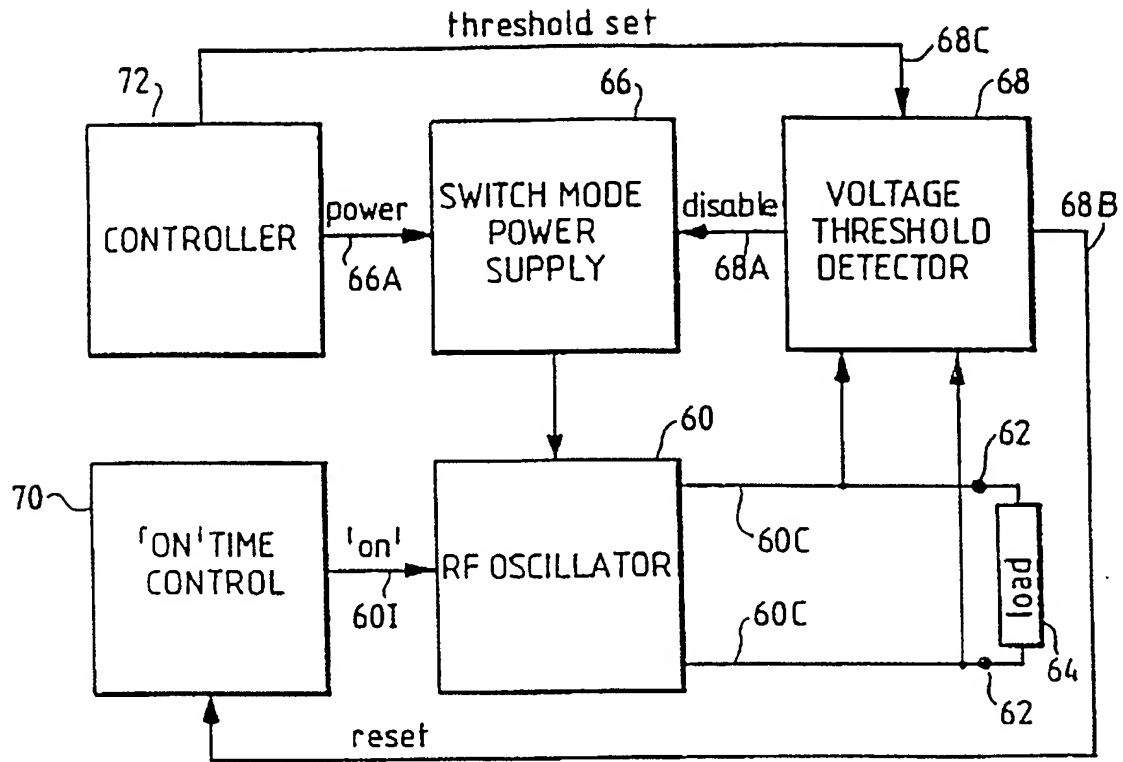 threshold set
68C
72
66
68
CONTROLLER
power
66A
SWITCH MODE
POWER
SUPPLY
disable
68A
VOLTAGE
THRESHOLD
DETECTOR
68B
60
62
70
'ON' TIME
CONTROL
'on'
60I
RF OSCILLATOR
60C
60C
load
64
62
reset